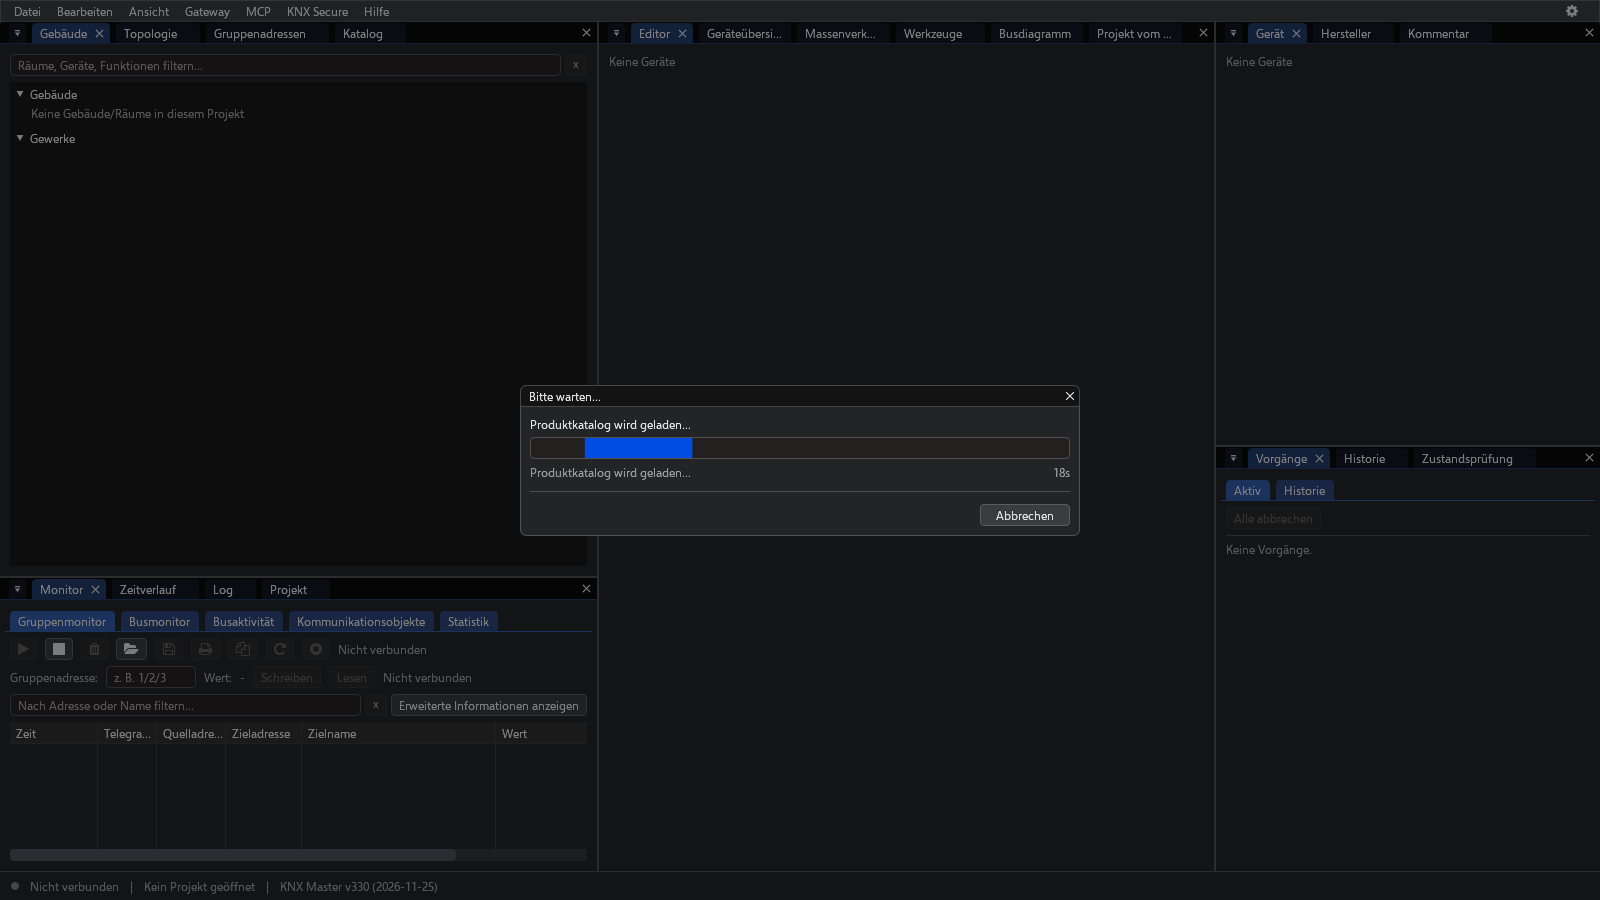 Datei Bearbeiten Ansicht Gateway MCP KNX Secure Hilfe
Gebäude Topologie Gruppenadressen Katalog
Räume, Geräte, Funktionen filtern... x
Gebäude
Keine Gebäude/Räume in diesem Projekt
Gewerke
Editor Geräteübersi... Massenverk... Werkzeuge Busdiagramm Projekt vom ...
Keine Geräte
Gerät Hersteller Kommentar
Keine Geräte
Bitte warten...
Produktkatalog wird geladen...
Produktkatalog wird geladen... 18s
Abbrechen
Vorgänge Historie Zustandsprüfung
Aktiv Historie
Alle abbrechen
Keine Vorgänge.
Monitor Zeitverlauf Log Projekt
Gruppenmonitor Busmonitor Busaktivität Kommunikationsobjekte Statistik
Nicht verbunden
Gruppenadresse: z. B. 1/2/3 Wert: - Schreiben Lesen Nicht verbunden
Nach Adresse oder Name filtern... x Erweiterte Informationen anzeigen
Zeit Telegra... Quelladre... Zieladresse Zielname Wert
Nicht verbunden | Kein Projekt geöffnet | KNX Master v330 (2026-11-25)